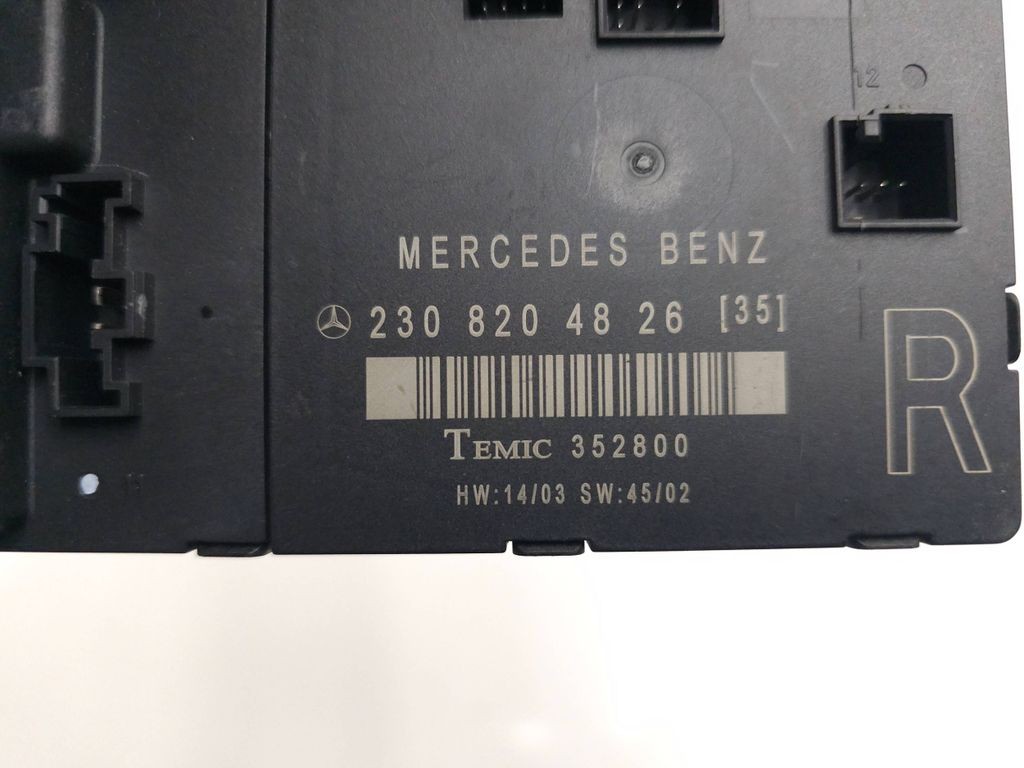 12
MERCEDES BENZ
230 820 48 26 [35]
TEMIC 352800
HW:14/03 SW:45/02
R